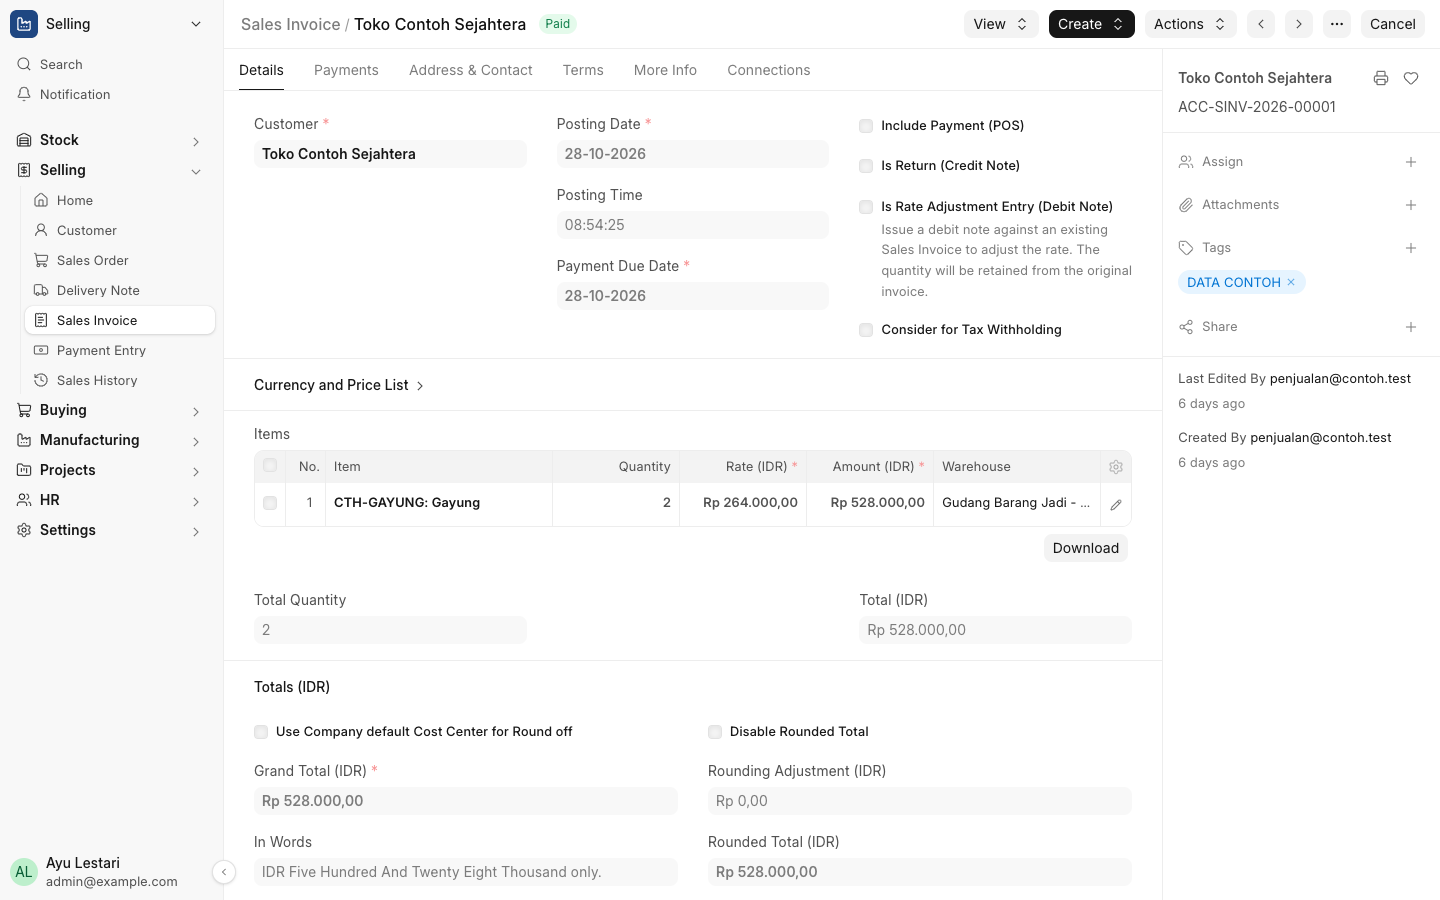 Selling
Search
Notification
Stock
Selling
Home
Customer
Sales Order
Delivery Note
Sales Invoice
Payment Entry
Sales History
Buying
Manufacturing
Projects
HR
Settings
AL
Ayu Lestari
admin@example.com
Sales Invoice / Toko Contoh Sejahtera Paid
View
Create
Actions
Cancel
Details
Payments
Address & Contact
Terms
More Info
Connections
Customer *
Toko Contoh Sejahtera
Posting Date *
28-10-2026
Posting Time
08:54:25
Payment Due Date *
28-10-2026
Include Payment (POS)
Is Return (Credit Note)
Is Rate Adjustment Entry (Debit Note)
Issue a debit note against an existing
Sales Invoice to adjust the rate. The
quantity will be retained from the original
invoice.
Consider for Tax Withholding
Currency and Price List
Items
No. Item Quantity Rate (IDR) * Amount (IDR) * Warehouse
1 CTH-GAYUNG: Gayung 2 Rp 264.000,00 Rp 528.000,00 Gudang Barang Jadi - ...
Download
Total Quantity
2
Total (IDR)
Rp 528.000,00
Totals (IDR)
Use Company default Cost Center for Round off
Disable Rounded Total
Grand Total (IDR) *
Rp 528.000,00
Rounding Adjustment (IDR)
Rp 0,00
In Words
IDR Five Hundred And Twenty Eight Thousand only.
Rounded Total (IDR)
Rp 528.000,00
Toko Contoh Sejahtera
ACC-SINV-2026-00001
Assign
Attachments
Tags
DATA CONTOH ×
Share
Last Edited By penjualan@contoh.test
6 days ago
Created By penjualan@contoh.test
6 days ago